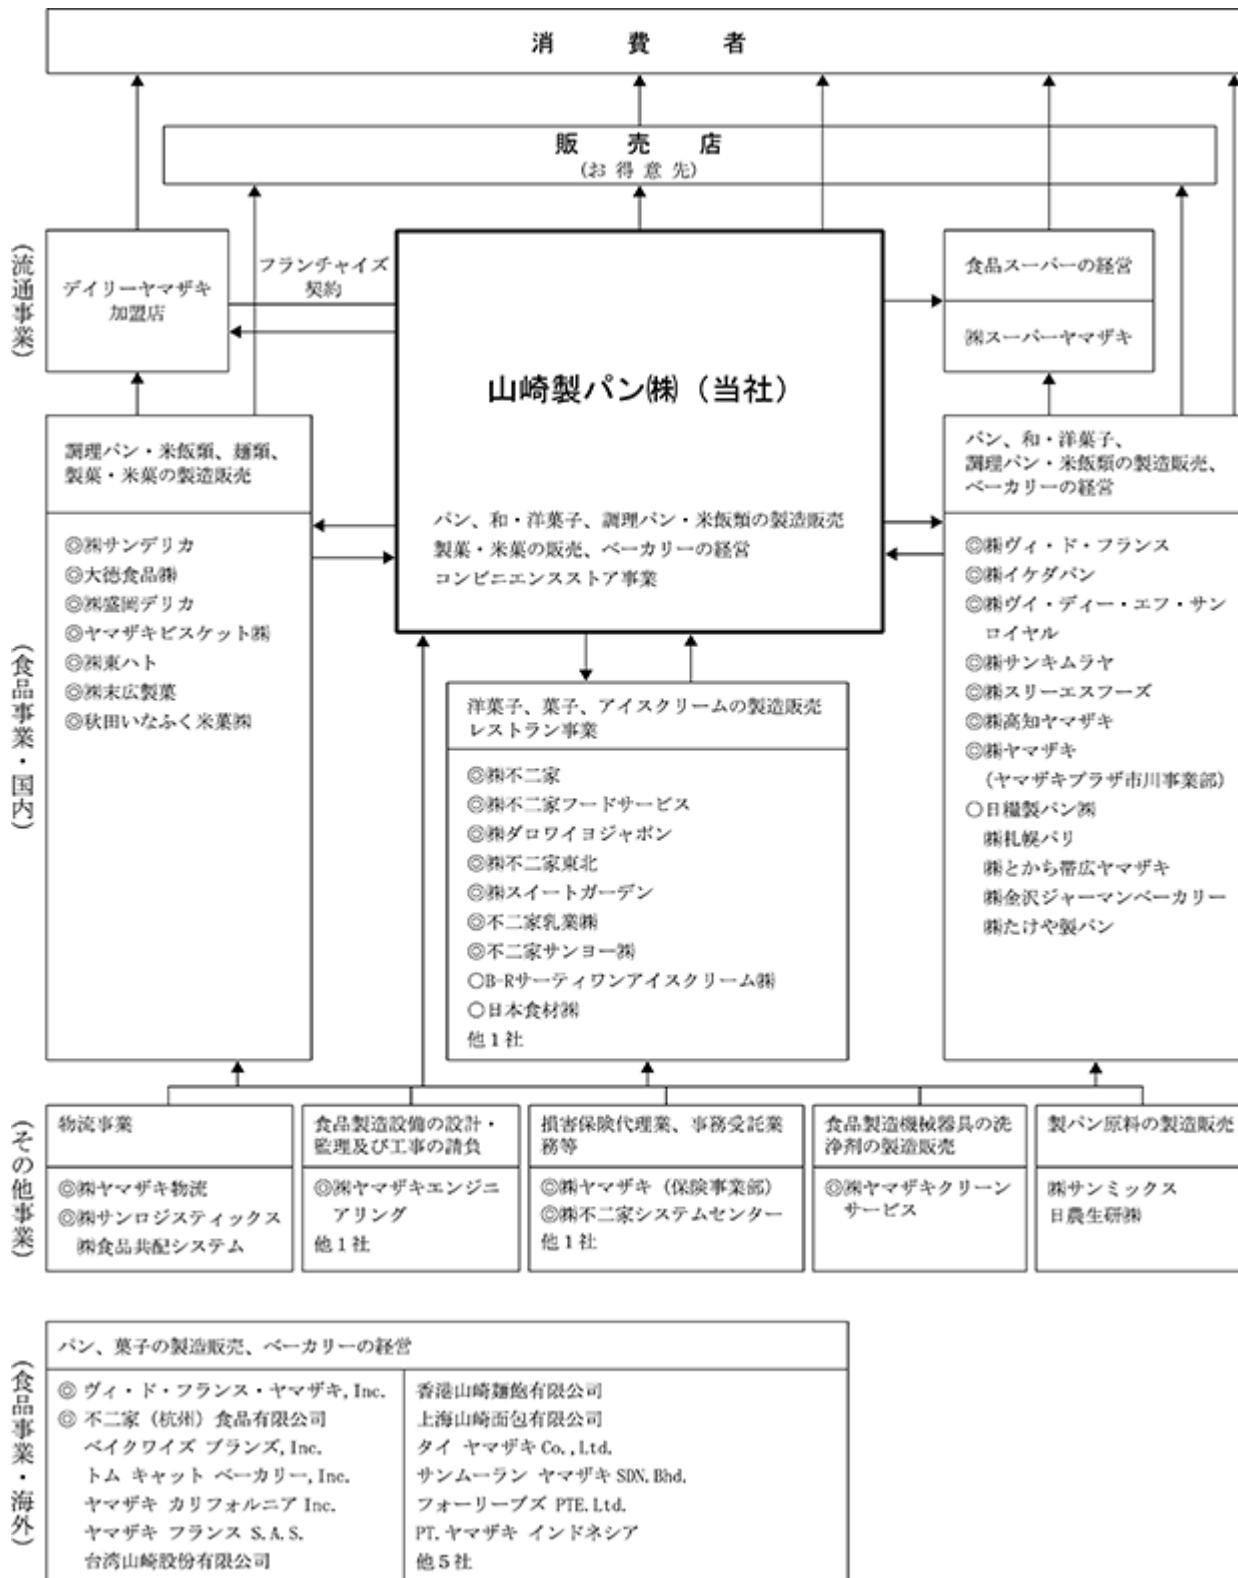 消費者
販売店
(お得意先)
(流通事業)
デイリーヤマザキ
加盟店
フランチャイズ
契約
山崎製パン㈱（当社）
パン、和・洋菓子、調理パン・米飯類の製造販売
製菓・米菓の販売、ベーカリーの経営
コンビニエンスストア事業
食品スーパーの経営
㈱スーパーヤマザキ
(食品事業・国内)
調理パン・米飯類、麺類、
製菓・米菓の製造販売
◎㈱サンデリカ
◎大徳食品㈱
◎㈱盛岡デリカ
◎ヤマザキビスケット㈱
◎㈱東ハト
◎㈱末広製菓
◎秋田いなふく米菓㈱
洋菓子、菓子、アイスクリームの製造販売
レストラン事業
◎㈱不二家
◎㈱不二家フードサービス
◎㈱ダロワイヨジャポン
◎㈱不二家東北
◎㈱スイートガーデン
◎不二家乳業㈱
◎不二家サンヨー㈱
○B-Rサーティワンアイスクリーム㈱
○日本食材㈱
他１社
パン、和・洋菓子、
調理パン・米飯類の製造販売、
ベーカリーの経営
◎㈱ヴィ・ド・フランス
◎㈱イケダパン
◎㈱ヴイ・ディー・エフ・サン
ロイヤル
◎㈱サンキムラヤ
◎㈱スリーエスフーズ
◎㈱高知ヤマザキ
◎㈱ヤマザキ
（ヤマザキプラザ市川事業部）
○日糧製パン㈱
㈱札幌パリ
㈱とかち帯広ヤマザキ
㈱金沢ジャーマンベーカリー
㈱たけや製パン
(その他事業)
物流事業
◎㈱ヤマザキ物流
◎㈱サンロジスティックス
㈱食品共配システム
食品製造設備の設計・
監理及び工事の請負
◎㈱ヤマザキエンジニ
アリング
他１社
損害保険代理業、事務受託業
務等
◎㈱ヤマザキ（保険事業部）
◎㈱不二家システムセンター
他１社
食品製造機械器具の洗
浄剤の製造販売
◎㈱ヤマザキクリーン
サービス
製パン原料の製造販売
㈱サンミックス
日農生研㈱
(食品事業・海外)
パン、菓子の製造販売、ベーカリーの経営
◎ ヴィ・ド・フランス・ヤマザキ,Inc.
◎ 不二家（杭州）食品有限公司
ベイクワイズ ブランズ,Inc.
トム キャット ベーカリー,Inc.
ヤマザキ カリフォルニア Inc.
ヤマザキ フランス S.A.S.
台湾山崎股份有限公司
香港山崎麺飽有限公司
上海山崎面包有限公司
タイ ヤマザキ Co.,Ltd.
サンムーラン ヤマザキ SDN.Bhd.
フォーリーブズ PTE.Ltd.
PT.ヤマザキ インドネシア
他５社